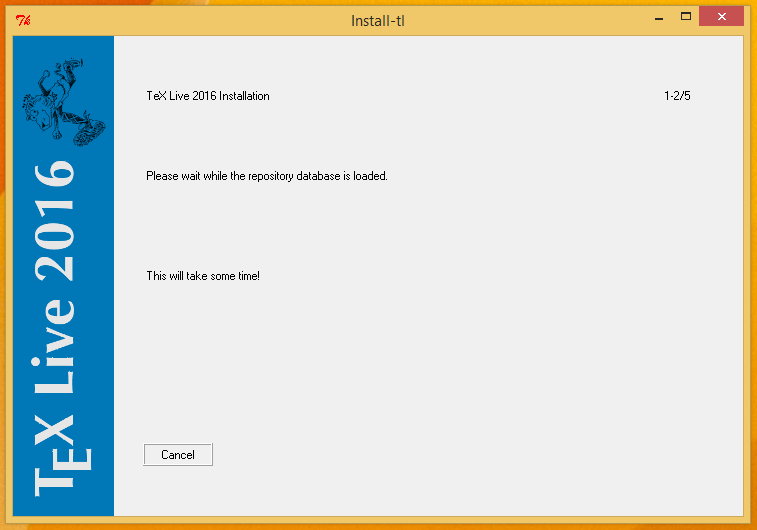 Tk
Install-tl
TeX Live 2016 Installation
1-2/5
Please wait while the repository database is loaded.
This will take some time!
Cancel
TEX Live 2016